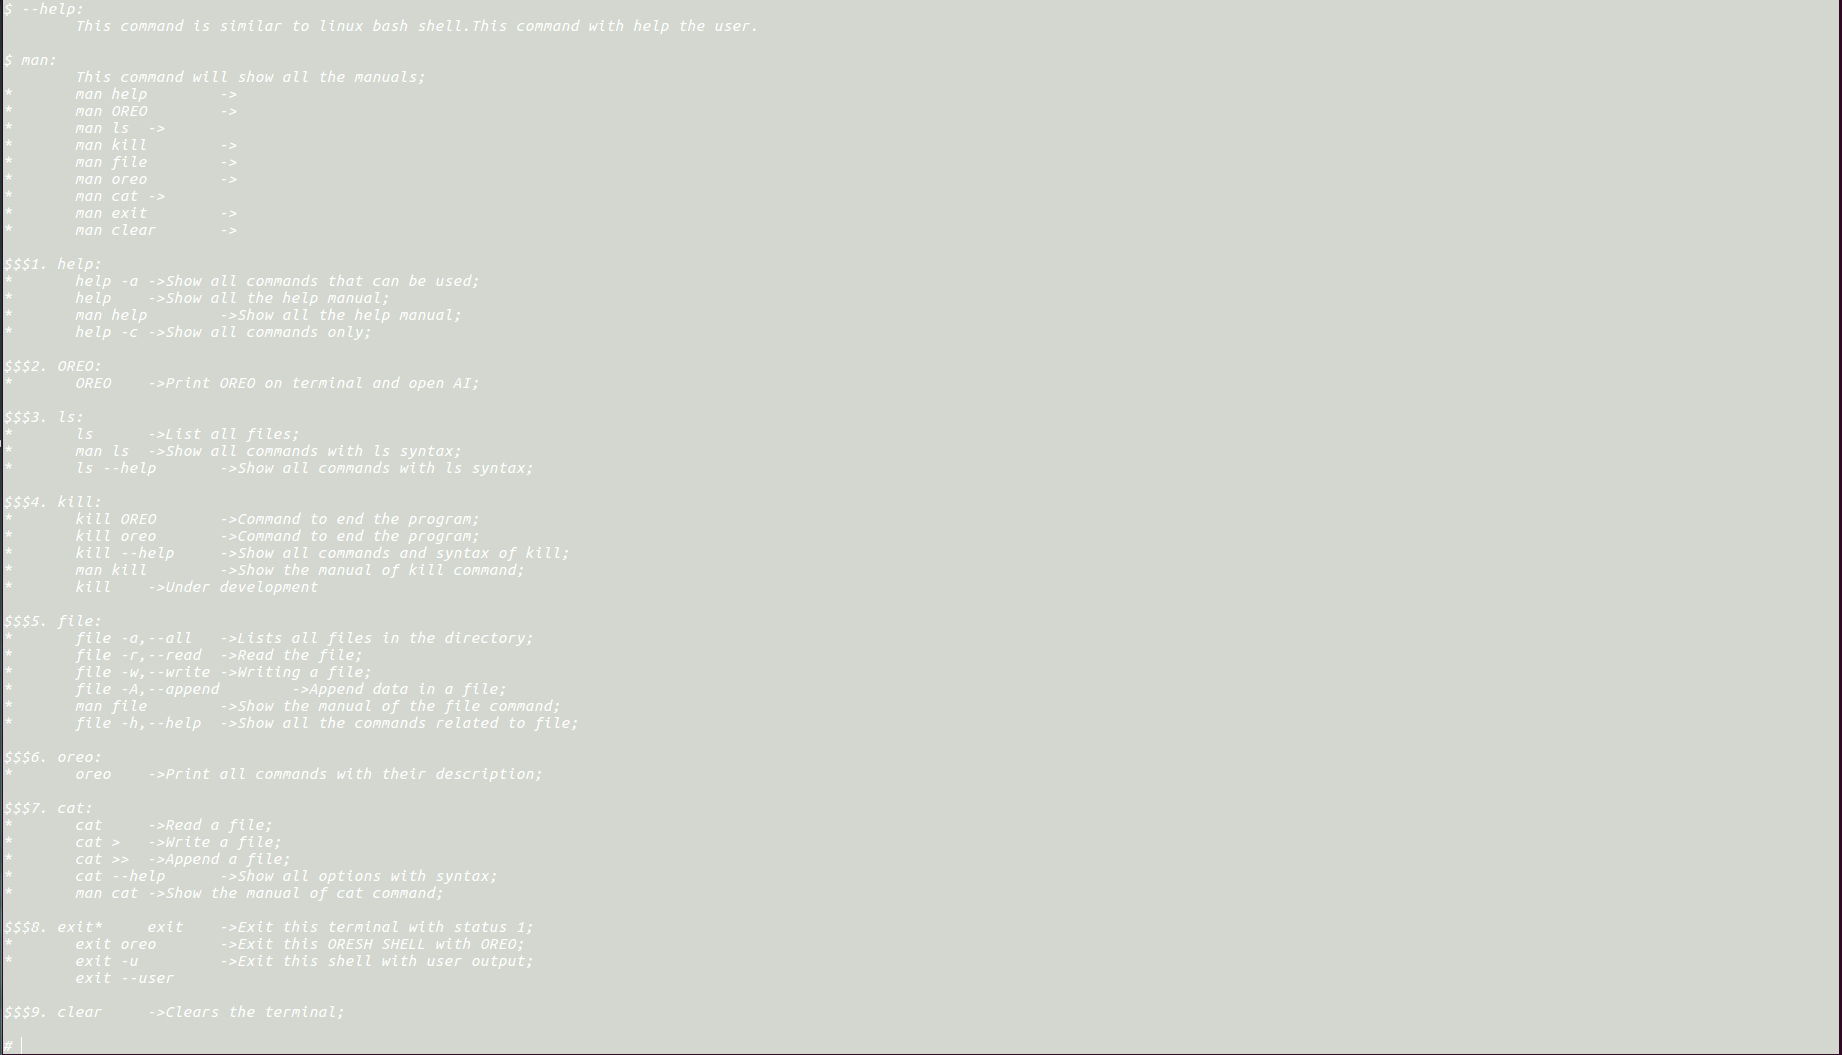 $ --help:
        This command is similar to linux bash shell.This command with help the user.

$ man:
        This command will show all the manuals;
*       man help        ->
*       man OREO        ->
*       man ls  ->
*       man kill        ->
*       man file        ->
*       man oreo        ->
*       man cat ->
*       man exit        ->
*       man clear       ->

$$$1. help:
*       help -a ->Show all commands that can be used;
*       help    ->Show all the help manual;
*       man help        ->Show all the help manual;
*       help -c ->Show all commands only;

$$$2. OREO:
*       OREO    ->Print OREO on terminal and open AI;

$$$3. ls:
*       ls      ->List all files;
*       man ls  ->Show all commands with ls syntax;
*       ls --help       ->Show all commands with ls syntax;

$$$4. kill:
*       kill OREO       ->Command to end the program;
*       kill oreo       ->Command to end the program;
*       kill --help     ->Show all commands and syntax of kill;
*       man kill        ->Show the manual of kill command;
*       kill    ->Under development

$$$5. file:
*       file -a,--all   ->Lists all files in the directory;
*       file -r,--read  ->Read the file;
*       file -w,--write ->Writing a file;
*       file -A,--append        ->Append data in a file;
*       man file        ->Show the manual of the file command;
*       file -h,--help  ->Show all the commands related to file;

$$$6. oreo:
*       oreo    ->Print all commands with their description;

$$$7. cat:
*       cat     ->Read a file;
*       cat >   ->Write a file;
*       cat >>  ->Append a file;
*       cat --help      ->Show all options with syntax;
*       man cat ->Show the manual of cat command;

$$$8. exit*     exit    ->Exit this terminal with status 1;
*       exit oreo       ->Exit this ORESH SHELL with OREO;
*       exit -u         ->Exit this shell with user output;
        exit --user

$$$9. clear     ->Clears the terminal;

#